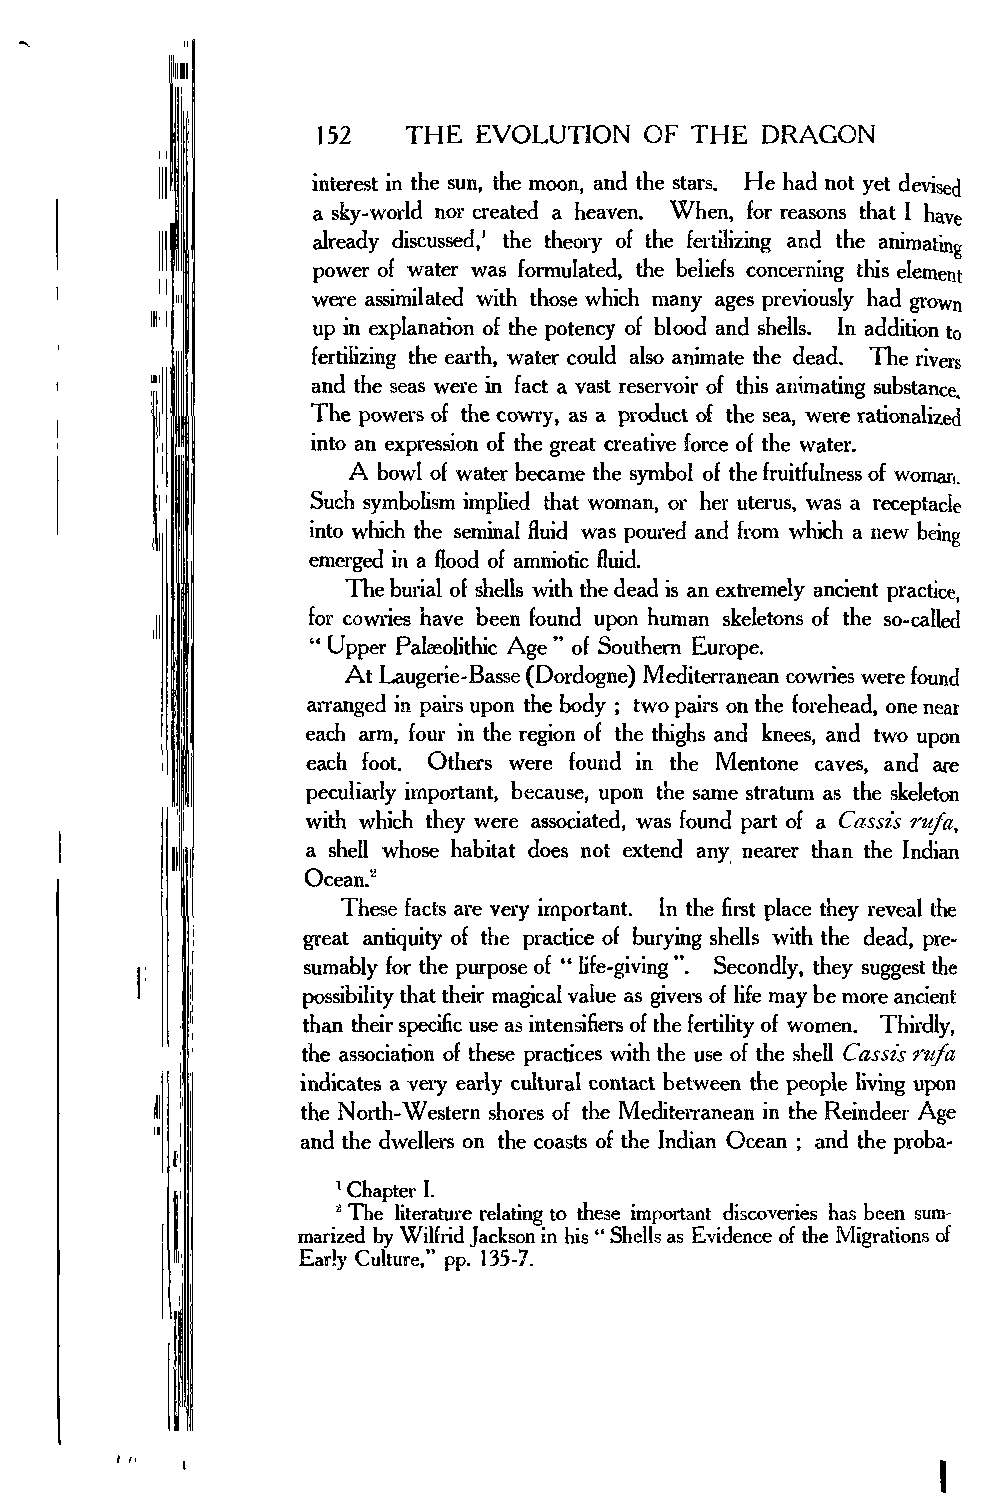 152 THE EVOLUTION OF THE DRAGON
interest in the sun, the moon, and the stars. He had not yet devised
a sky-world nor created a heaven. When, for reasons that I have
already discussed,¹ the theory of the fertilizing and the animating
power of water was formulated, the beliefs concerning this element
were assimilated with those which many ages previously had grown
up in explanation of the potency of blood and shells. In addition to
fertilizing the earth, water could also animate the dead. The rivers
and the seas were in fact a vast reservoir of this animating substance.
The powers of the cowry, as a product of the sea, were rationalized
into an expression of the great creative force of the water.
A bowl of water became the symbol of the fruitfulness of woman.
Such symbolism implied that woman, or her uterus, was a receptacle
into which the seminal fluid was poured and from which a new being
emerged in a flood of amniotic fluid.
The burial of shells with the dead is an extremely ancient practice,
for cowries have been found upon human skeletons of the so-called
“ Upper Palæolithic Age ” of Southern Europe.
At Laugerie-Basse (Dordogne) Mediterranean cowries were found
arranged in pairs upon the body ; two pairs on the forehead, one near
each arm, four in the region of the thighs and knees, and two upon
each foot. Others were found in the Mentone caves, and are
peculiarly important, because, upon the same stratum as the skeleton
with which they were associated, was found part of a Cassis rufa,
a shell whose habitat does not extend any nearer than the Indian
Ocean.²
These facts are very important. In the first place they reveal the
great antiquity of the practice of burying shells with the dead, pre-
sumably for the purpose of “ life-giving ”. Secondly, they suggest the
possibility that their magical value as givers of life may be more ancient
than their specific use as intensifiers of the fertility of women. Thirdly,
the association of these practices with the use of the shell Cassis rufa
indicates a very early cultural contact between the people living upon
the North-Western shores of the Mediterranean in the Reindeer Age
and the dwellers on the coasts of the Indian Ocean ; and the proba-
¹ Chapter I.
² The literature relating to these important discoveries has been sum-
marized by Wilfrid Jackson in his “ Shells as Evidence of the Migrations of
Early Culture,” pp. 135-7.